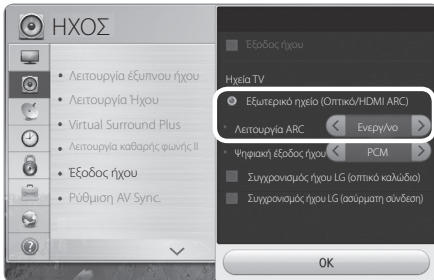 ΗΧΟΣ
• Λειτουργία έξυπνου ήχου
• Λειτουργία Ήχου
• Virtual Surround Plus
• Λειτουργία καθαρής φωνής II
• Έξοδος ήχου
• Ρύθμιση AV Sync.
Έξοδος ήχου
Ηχεία TV
Εξωτερικό ηχείο (Οπτικό/HDMI ARC)
• Λειτουργία ARC < Ενεργ/νο >
• Ψηφιακή έξοδος ήχου < PCM >
Συγχρονισμός ήχου LG (οπτικό καλώδιο)
Συγχρονισμός ήχου LG (ασύρματη σύνδεση)
OK